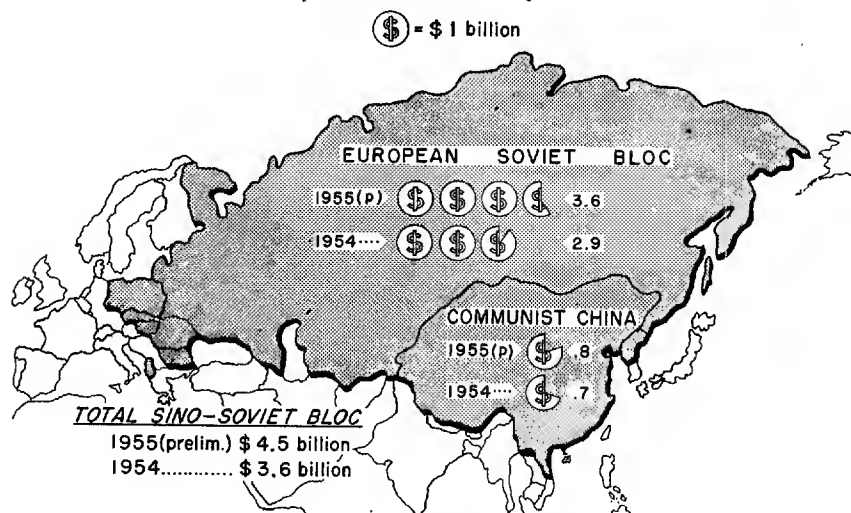 = $ 1 billion
EUROPEAN SOVIET BLOC
1955(p) 3.6
1954···· 2.9
COMMUNIST CHINA
1955(p) .8
1954···· .7
TOTAL SINO-SOVIET BLOC
1955(prelim.) $ 4.5 billion
1954............. $ 3.6 billion